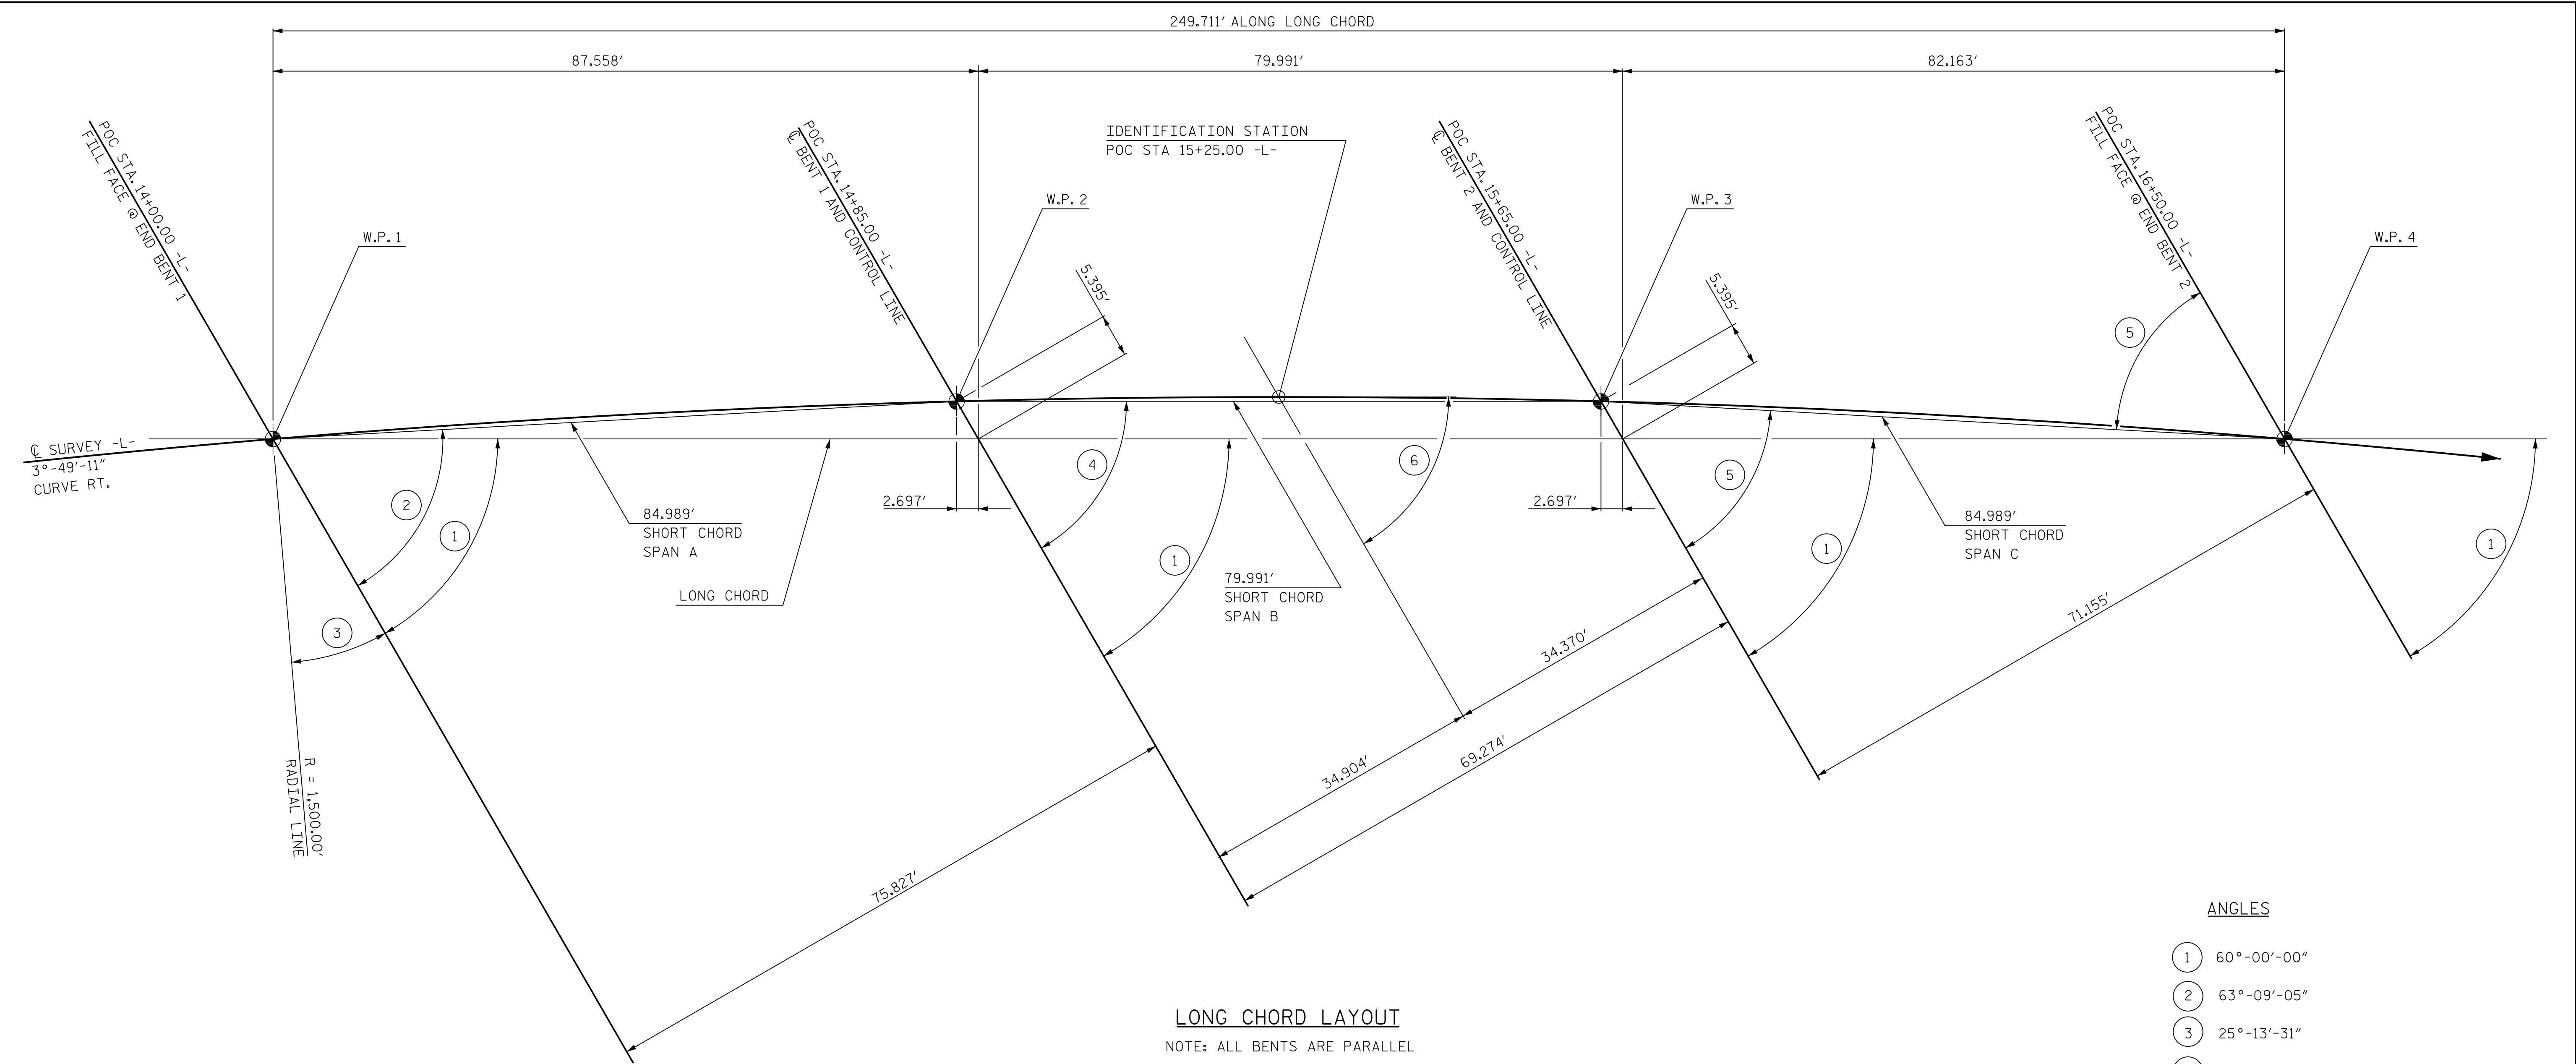 249.711' ALONG LONG CHORD
87.558'
79.991'
82.163'
POC STA. 14+00.00 -L-
FILL FACE @ END BENT 1
W.P. 1
POC STA. 14+85.00 -L-
℄ BENT 1 AND CONTROL LINE
IDENTIFICATION STATION
POC STA 15+25.00 -L-
W.P. 2
5.395'
POC STA. 15+65.00 -L-
℄ BENT 2 AND CONTROL LINE
W.P. 3
5.395'
POC STA. 16+50.00 -L-
FILL FACE @ END BENT 2
W.P. 4
5
℄ SURVEY -L-
3°-49'-11"
CURVE RT.
2
1
3
84.989'
SHORT CHORD
SPAN A
LONG CHORD
2.697'
4
1
79.991'
SHORT CHORD
SPAN B
6
2.697'
5
1
84.989'
SHORT CHORD
SPAN C
1
R = 1,500.00'
RADIAL LINE
75.827'
34.904'
34.370'
69.274'
71.155'
LONG CHORD LAYOUT
NOTE: ALL BENTS ARE PARALLEL
ANGLES
1 60°-00'-00"
2 63°-09'-05"
3 25°-13'-31"